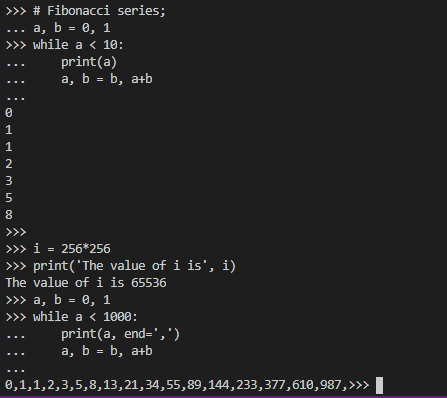 >>> # Fibonacci series;
... a, b = 0, 1
>>> while a < 10:
...     print(a)
...     a, b = b, a+b
...
0
1
1
2
3
5
8
>>>
>>> i = 256*256
>>> print('The value of i is', i)
The value of i is 65536
>>> a, b = 0, 1
>>> while a < 1000:
...     print(a, end=',')
...     a, b = b, a+b
...
0,1,1,2,3,5,8,13,21,34,55,89,144,233,377,610,987,>>>